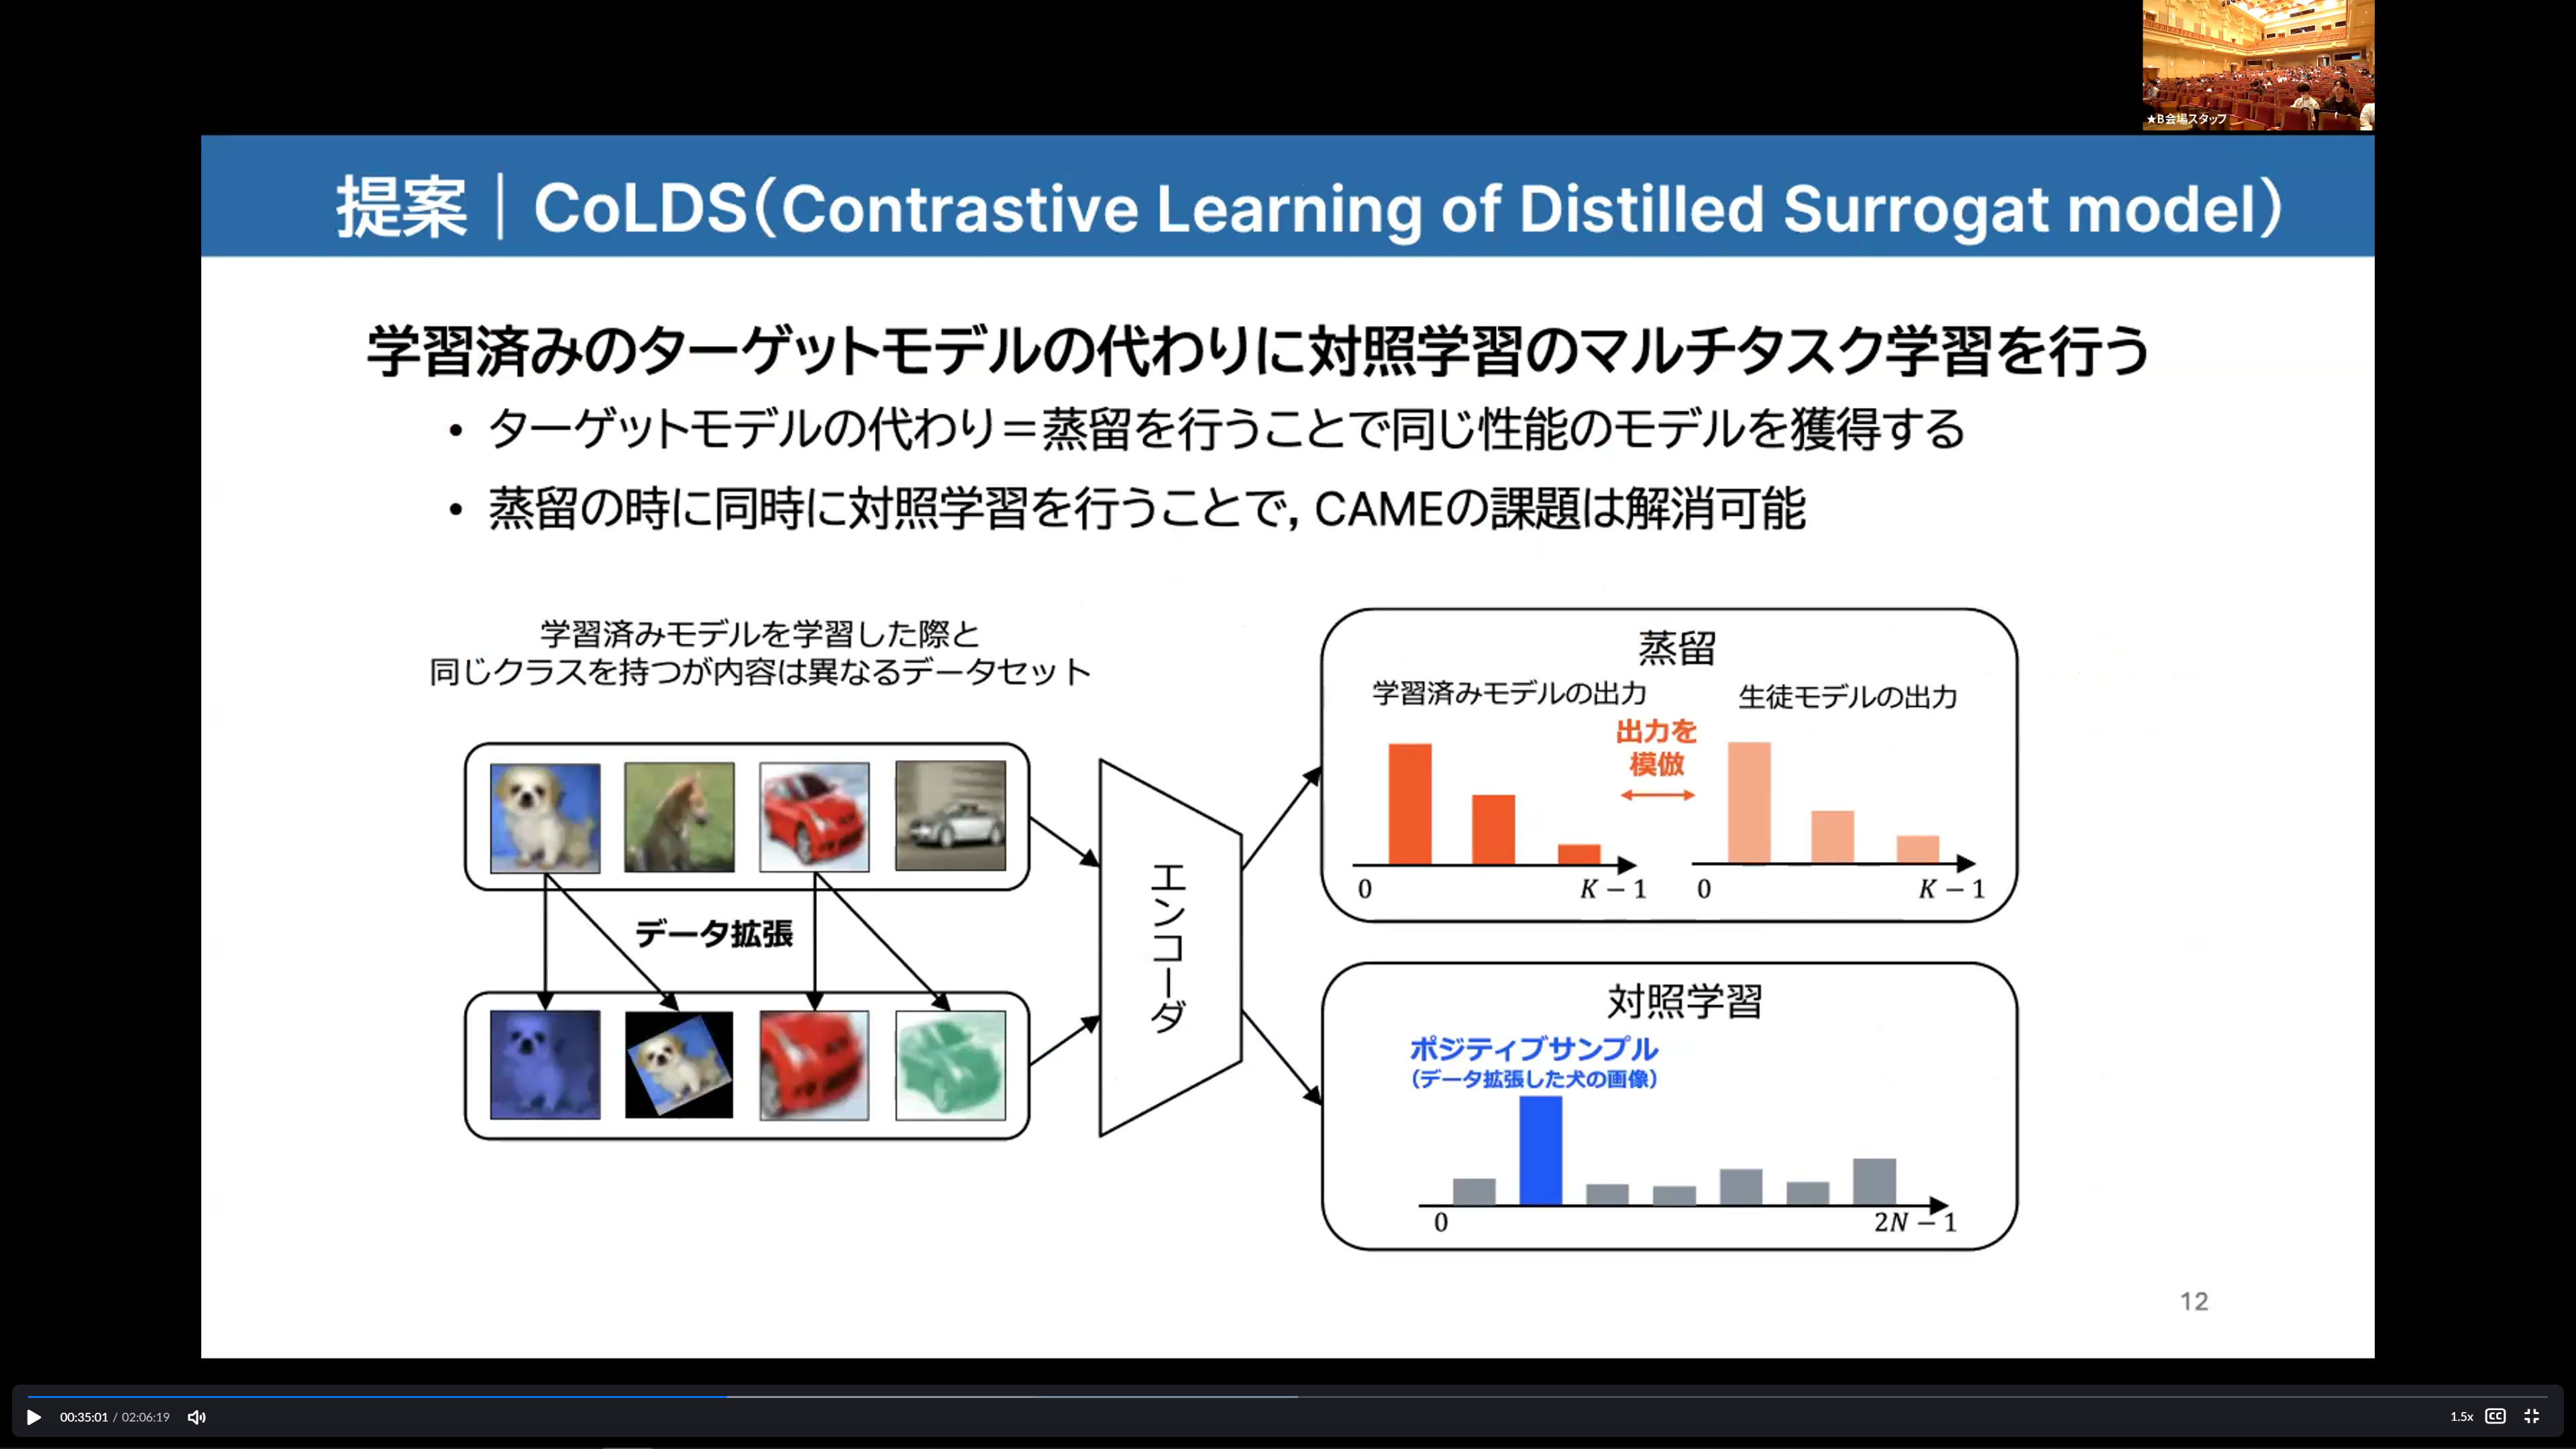 ★B会場スタッフ
提案｜CoLDS（Contrastive Learning of Distilled Surrogat model）
学習済みのターゲットモデルの代わりに対照学習のマルチタスク学習を行う
• ターゲットモデルの代わり＝蒸留を行うことで同じ性能のモデルを獲得する
• 蒸留の時に同時に対照学習を行うことで, CAMEの課題は解消可能
学習済みモデルを学習した際と
同じクラスを持つが内容は異なるデータセット
データ拡張
エンコーダ
蒸留
学習済みモデルの出力
生徒モデルの出力
出力を
模倣
0
K − 1
0
K − 1
対照学習
ポジティブサンプル
（データ拡張した犬の画像）
0
2N − 1
12
00:35:01 / 02:06:19
1.5x
CC